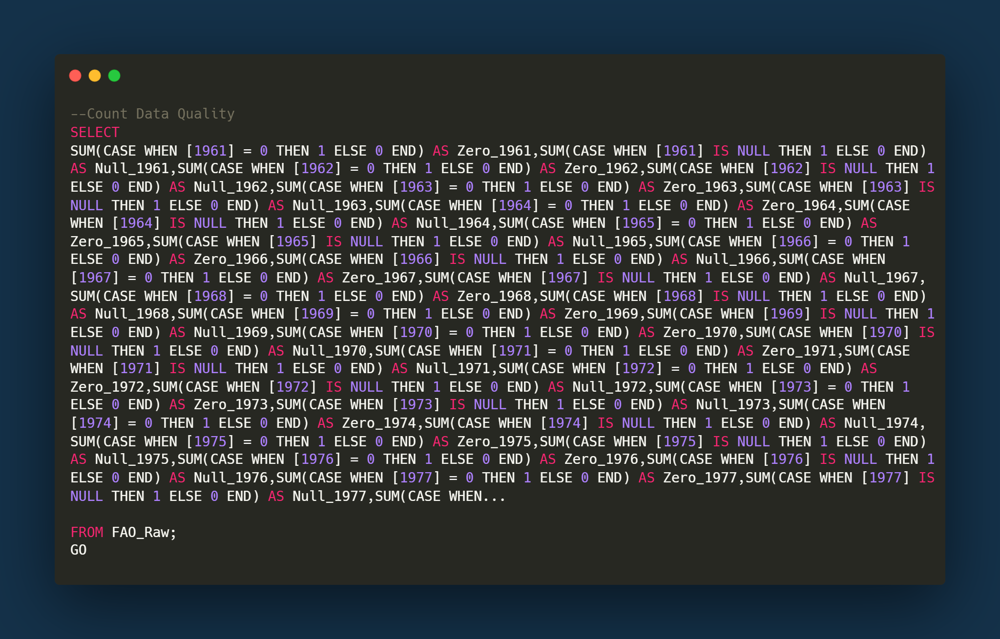 --Count Data Quality
SELECT
SUM(CASE WHEN [1961] = 0 THEN 1 ELSE 0 END) AS Zero_1961,SUM(CASE WHEN [1961] IS NULL THEN 1 ELSE 0 END)
AS Null_1961,SUM(CASE WHEN [1962] = 0 THEN 1 ELSE 0 END) AS Zero_1962,SUM(CASE WHEN [1962] IS NULL THEN 1
ELSE 0 END) AS Null_1962,SUM(CASE WHEN [1963] = 0 THEN 1 ELSE 0 END) AS Zero_1963,SUM(CASE WHEN [1963] IS
NULL THEN 1 ELSE 0 END) AS Null_1963,SUM(CASE WHEN [1964] = 0 THEN 1 ELSE 0 END) AS Zero_1964,SUM(CASE
WHEN [1964] IS NULL THEN 1 ELSE 0 END) AS Null_1964,SUM(CASE WHEN [1965] = 0 THEN 1 ELSE 0 END) AS
Zero_1965,SUM(CASE WHEN [1965] IS NULL THEN 1 ELSE 0 END) AS Null_1965,SUM(CASE WHEN [1966] = 0 THEN 1
ELSE 0 END) AS Zero_1966,SUM(CASE WHEN [1966] IS NULL THEN 1 ELSE 0 END) AS Null_1966,SUM(CASE WHEN
[1967] = 0 THEN 1 ELSE 0 END) AS Zero_1967,SUM(CASE WHEN [1967] IS NULL THEN 1 ELSE 0 END) AS Null_1967,
SUM(CASE WHEN [1968] = 0 THEN 1 ELSE 0 END) AS Zero_1968,SUM(CASE WHEN [1968] IS NULL THEN 1 ELSE 0 END)
AS Null_1968,SUM(CASE WHEN [1969] = 0 THEN 1 ELSE 0 END) AS Zero_1969,SUM(CASE WHEN [1969] IS NULL THEN 1
ELSE 0 END) AS Null_1969,SUM(CASE WHEN [1970] = 0 THEN 1 ELSE 0 END) AS Zero_1970,SUM(CASE WHEN [1970] IS
NULL THEN 1 ELSE 0 END) AS Null_1970,SUM(CASE WHEN [1971] = 0 THEN 1 ELSE 0 END) AS Zero_1971,SUM(CASE
WHEN [1971] IS NULL THEN 1 ELSE 0 END) AS Null_1971,SUM(CASE WHEN [1972] = 0 THEN 1 ELSE 0 END) AS
Zero_1972,SUM(CASE WHEN [1972] IS NULL THEN 1 ELSE 0 END) AS Null_1972,SUM(CASE WHEN [1973] = 0 THEN 1
ELSE 0 END) AS Zero_1973,SUM(CASE WHEN [1973] IS NULL THEN 1 ELSE 0 END) AS Null_1973,SUM(CASE WHEN
[1974] = 0 THEN 1 ELSE 0 END) AS Zero_1974,SUM(CASE WHEN [1974] IS NULL THEN 1 ELSE 0 END) AS Null_1974,
SUM(CASE WHEN [1975] = 0 THEN 1 ELSE 0 END) AS Zero_1975,SUM(CASE WHEN [1975] IS NULL THEN 1 ELSE 0 END)
AS Null_1975,SUM(CASE WHEN [1976] = 0 THEN 1 ELSE 0 END) AS Zero_1976,SUM(CASE WHEN [1976] IS NULL THEN 1
ELSE 0 END) AS Null_1976,SUM(CASE WHEN [1977] = 0 THEN 1 ELSE 0 END) AS Zero_1977,SUM(CASE WHEN [1977] IS
NULL THEN 1 ELSE 0 END) AS Null_1977,SUM(CASE WHEN...
FROM FAO_Raw;
GO